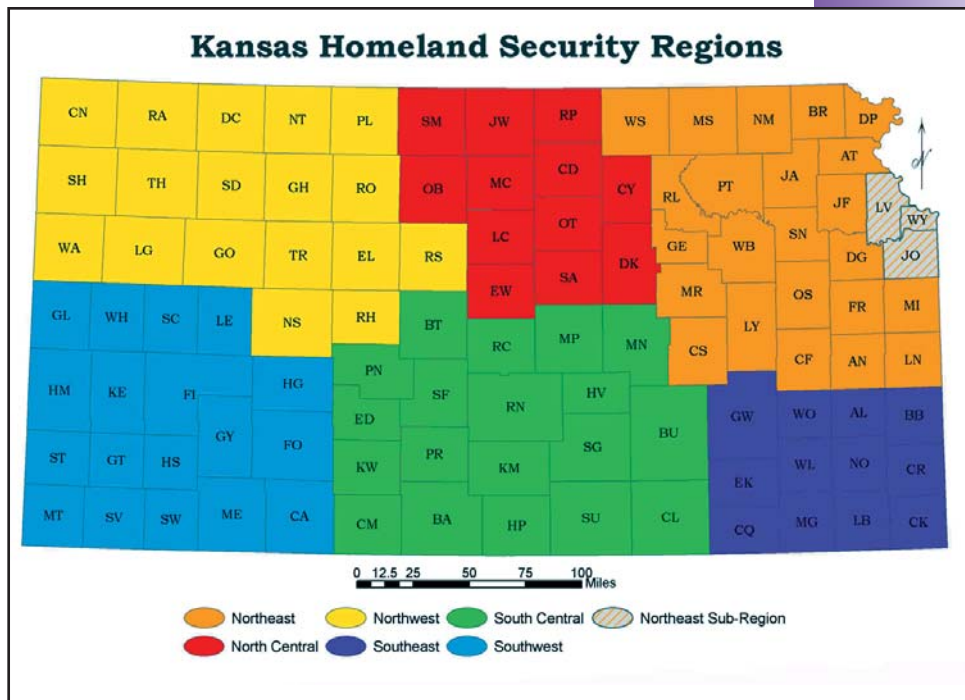 Kansas Homeland Security Regions
CN RA DC NT PL SM JW RP WS MS NM BR DP
SH TH SD GH RO OB MC CD CY RL PT JA AT
JF LV WY
WA LG GO TR EL RS LC OT DK GE WB SN DG JO
EW SA
GL WH SC LE NS RH BT RC MP MN MR LY OS FR MI
HM KE FI HG PN SF RN HV CS CF AN LN
GY FO ED BU GW WO AL BB
ST GT HS KW PR KM SG EK WL NO CR
MT SV SW ME CA CM BA HP SU CL CQ MG LB CK
N
0 12.5 25 50 75 100
Miles
Northeast Northwest South Central Northeast Sub-Region
North Central Southeast Southwest